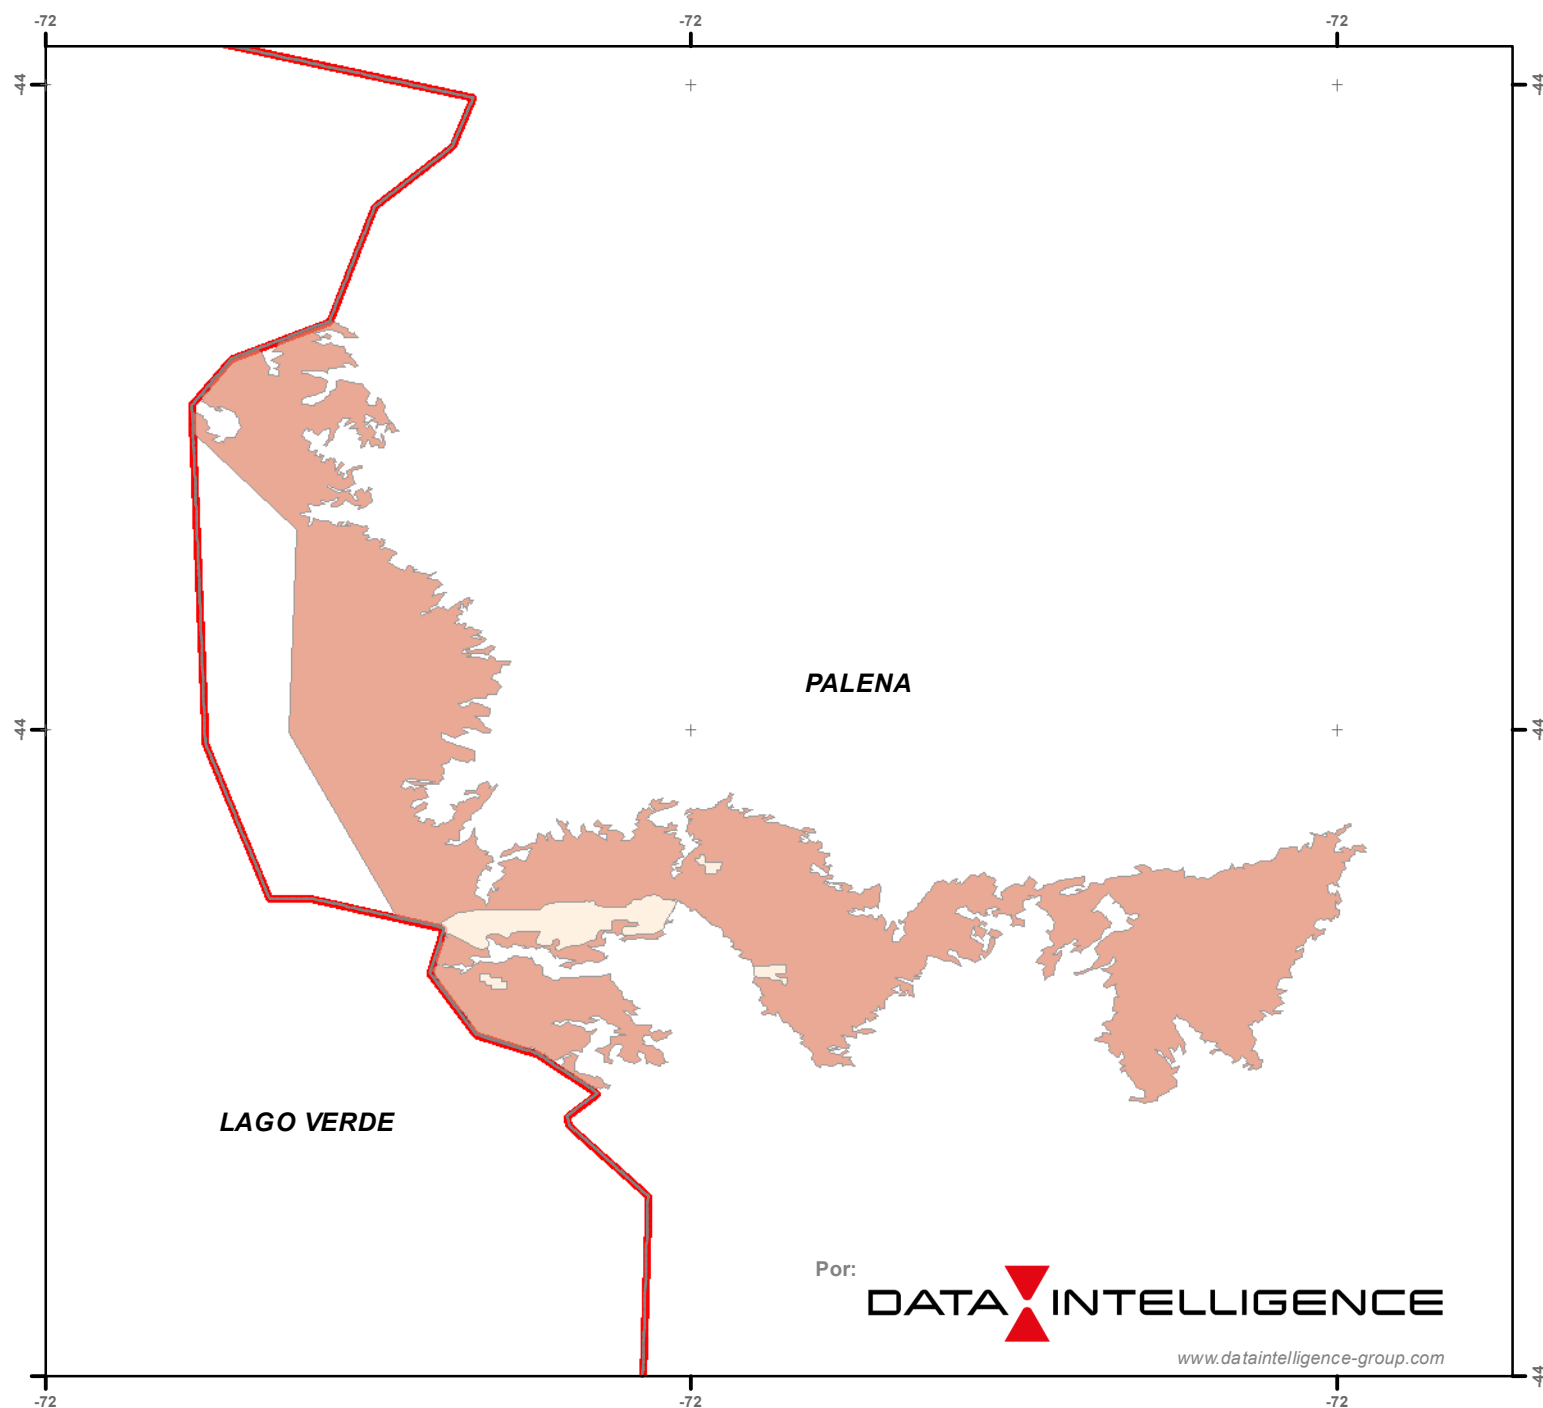 -72 -72 -72
44 44
PALENA
44 44
LAGO VERDE
Por:
DATA INTELLIGENCE
www.dataintelligence-group.com
44
-72 -72 -72